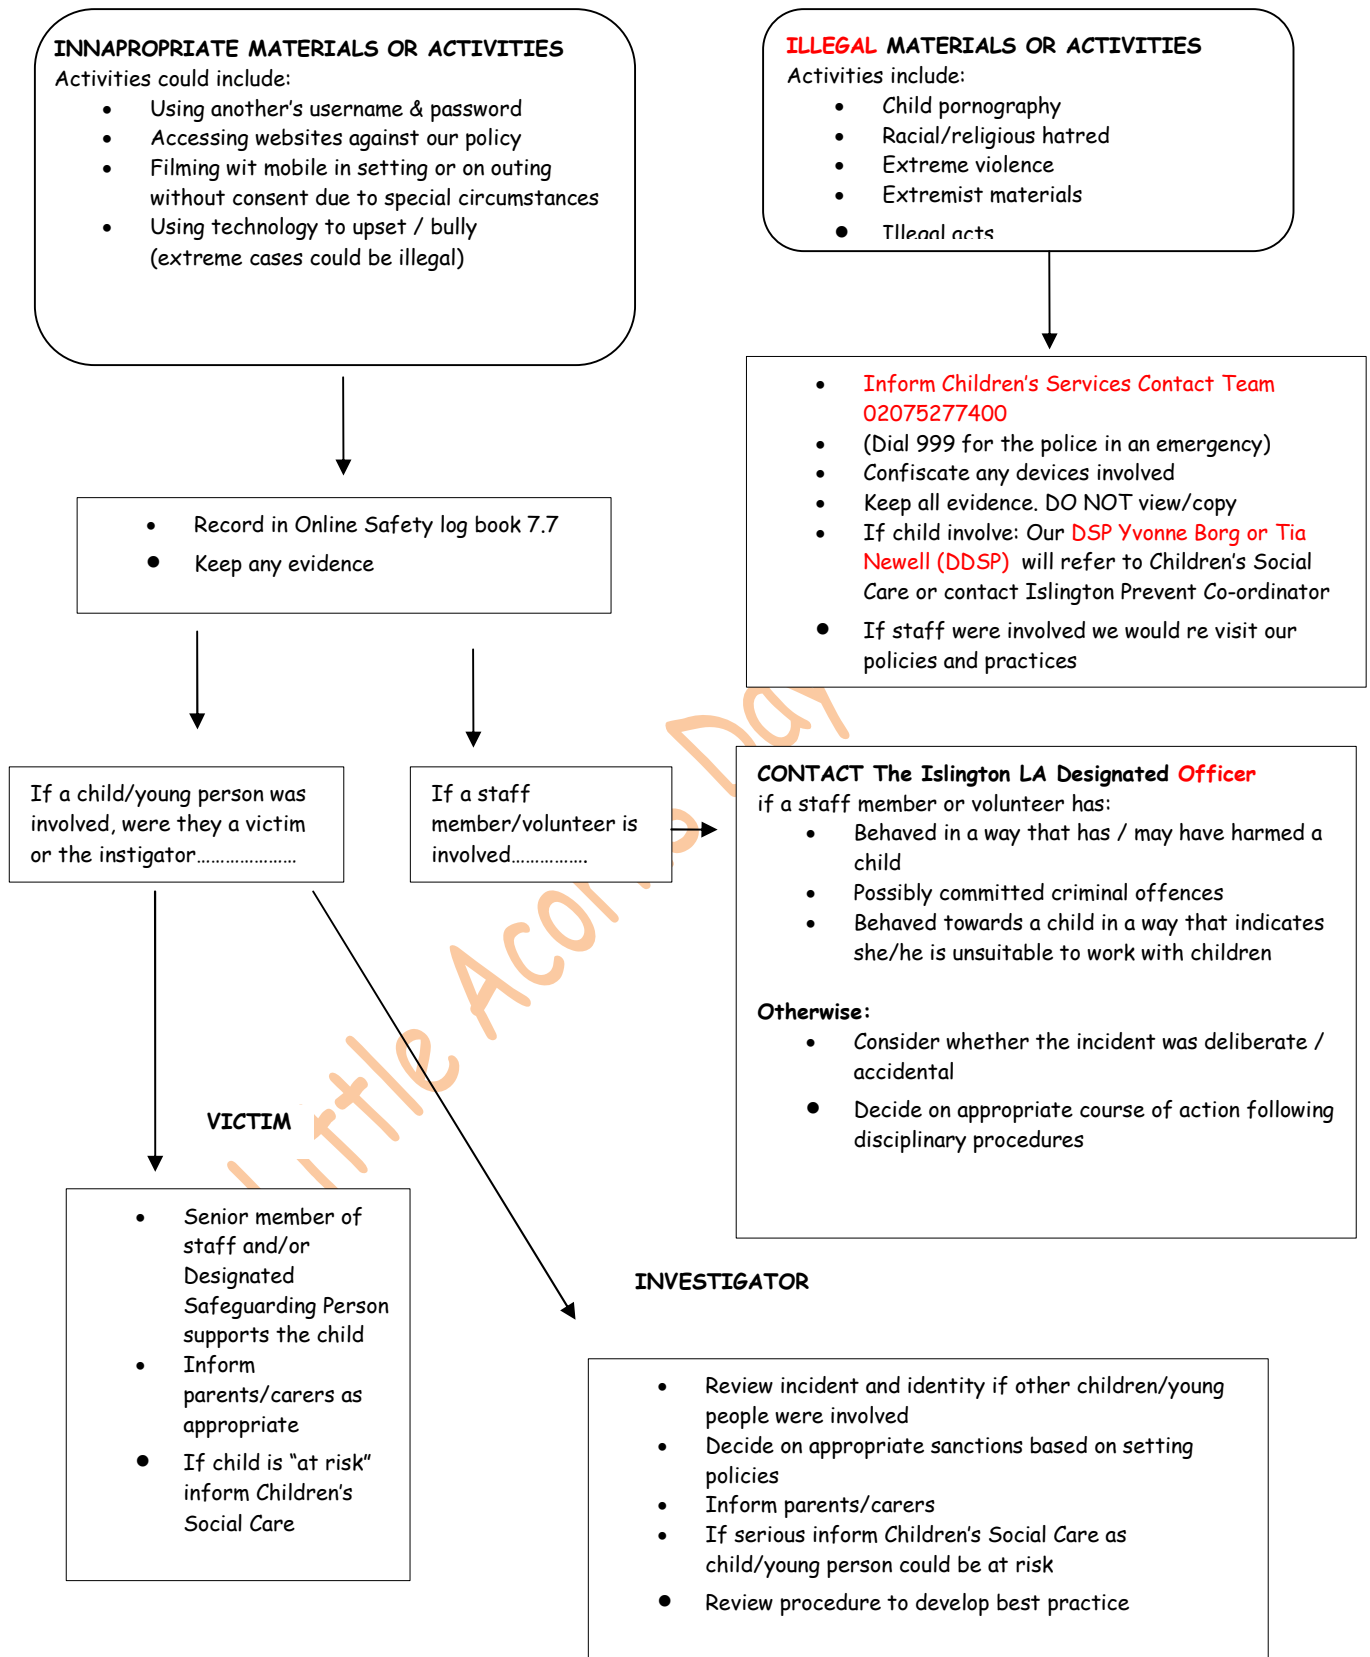 INNAPROPRIATE MATERIALS OR ACTIVITIES
Activities could include:
• Using another's username & password
• Accessing websites against our policy
• Filming wit mobile in setting or on outing
without consent due to special circumstances
• Using technology to upset / bully
(extreme cases could be illegal)
ILLEGAL MATERIALS OR ACTIVITIES
Activities include:
• Child pornography
• Racial/religious hatred
• Extreme violence
• Extremist materials
• Illegal acts
• Inform Children's Services Contact Team
02075277400
• (Dial 999 for the police in an emergency)
• Confiscate any devices involved
• Keep all evidence. DO NOT view/copy
• If child involve: Our DSP Yvonne Borg or Tia
Newell (DDSP) will refer to Children's Social
Care or contact Islington Prevent Co-ordinator
• If staff were involved we would re visit our
policies and practices
• Record in Online Safety log book 7.7
• Keep any evidence
If a child/young person was
involved, were they a victim
or the instigator…………………
If a staff
member/volunteer is
involved…………….
CONTACT The Islington LA Designated Officer
if a staff member or volunteer has:
• Behaved in a way that has / may have harmed a
child
• Possibly committed criminal offences
• Behaved towards a child in a way that indicates
she/he is unsuitable to work with children
Otherwise:
• Consider whether the incident was deliberate /
accidental
• Decide on appropriate course of action following
disciplinary procedures
VICTIM
• Senior member of
staff and/or
Designated
Safeguarding Person
supports the child
• Inform
parents/carers as
appropriate
• If child is "at risk"
inform Children's
Social Care
INVESTIGATOR
• Review incident and identity if other children/young
people were involved
• Decide on appropriate sanctions based on setting
policies
• Inform parents/carers
• If serious inform Children's Social Care as
child/young person could be at risk
• Review procedure to develop best practice
Little Acorns Day